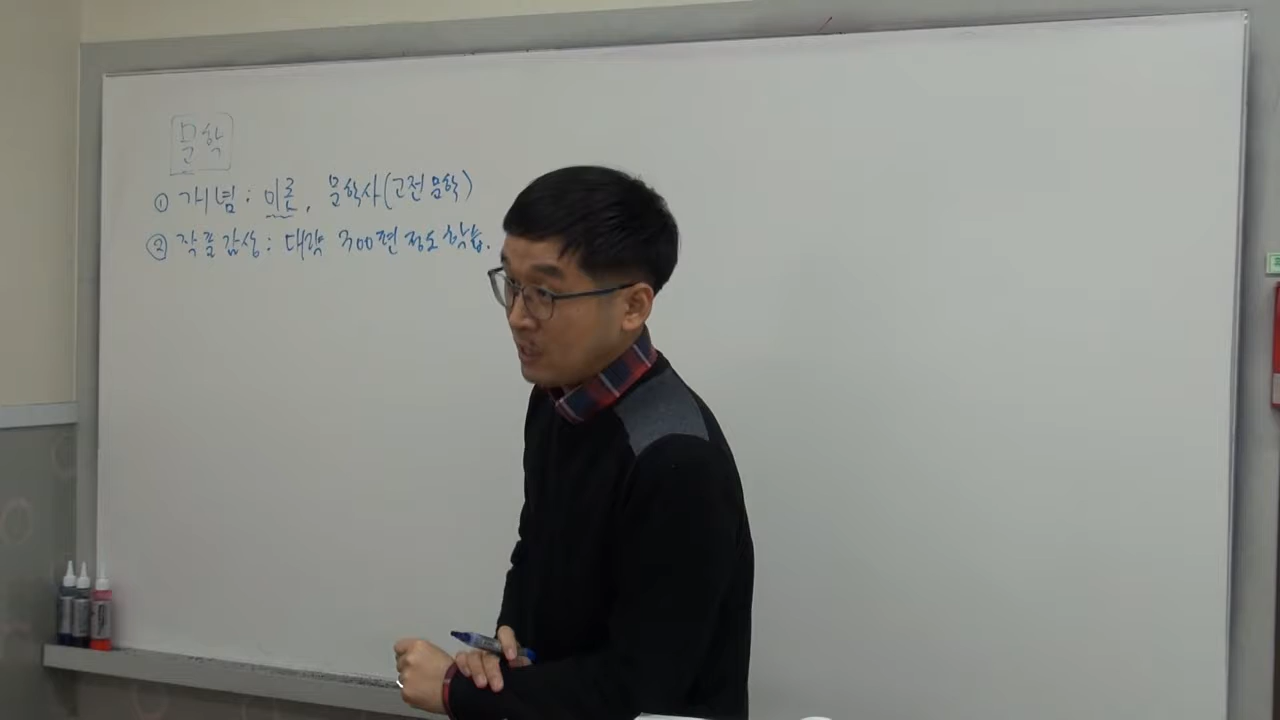 문학
① 개념 : 이론, 문학사(고전문학)
② 작품감상 : 대략 300편 정도 학습.